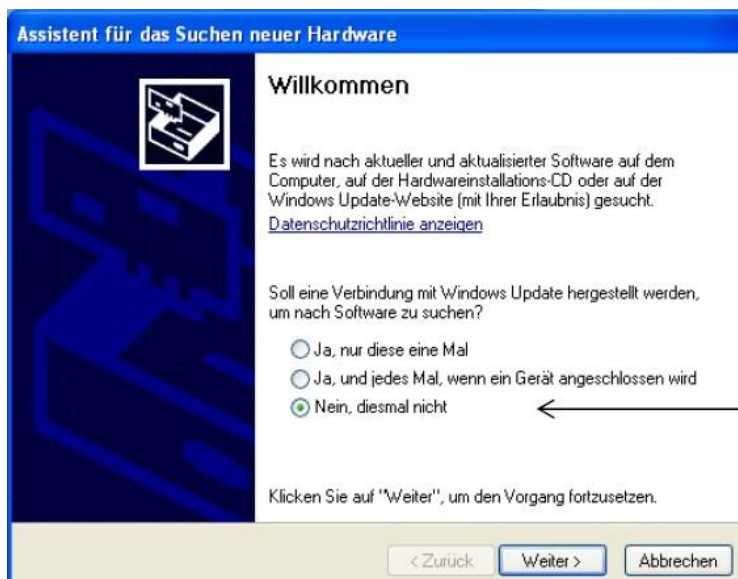 Assistent für das Suchen neuer Hardware
Willkommen
Es wird nach aktueller und aktualisierter Software auf dem
Computer, auf der Hardwareinstallations-CD oder auf der
Windows Update-Website (mit Ihrer Erlaubnis) gesucht.
Datenschutzrichtlinie anzeigen
Soll eine Verbindung mit Windows Update hergestellt werden,
um nach Software zu suchen?
Ja, nur diese eine Mal
Ja, und jedes Mal, wenn ein Gerät angeschlossen wird
Nein, diesmal nicht
Klicken Sie auf "Weiter", um den Vorgang fortzusetzen.
< Zurück Weiter > Abbrechen